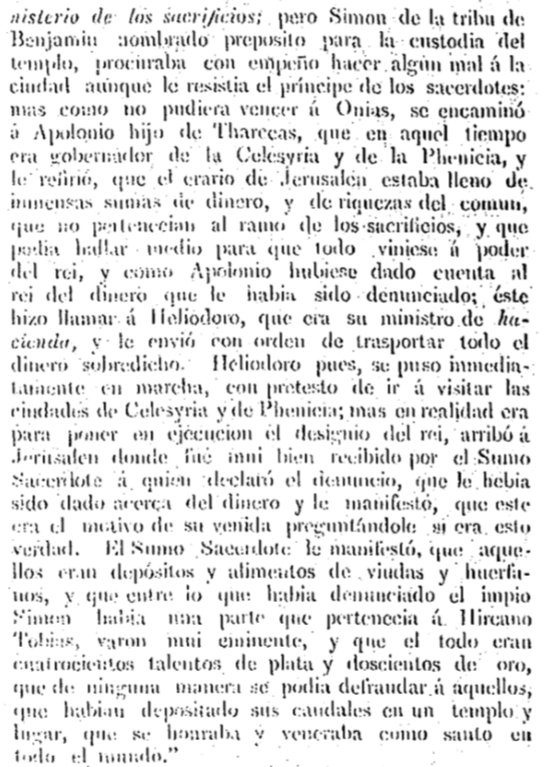 nisterio de los sacrificios; pero Simon de la tribu de
Benjamin nombrado preposito para la custodia del
templo, procuraba con empeño hacer algun mal á la
ciudad aunque le resistia el príncipe de los sacerdotes:
mas como no pudiera vencer á Onias, se encaminó
á Apolonio hijo de Tharceas, que en aquel tiempo
era gobernador de la Celesyria y de la Phenicia, y
le refirió, que el erario de Jerusalen estaba lleno de
inmensas sumas de dinero, y de riquezas del comun,
que no pertenecian al ramo de los sacrificios, y que
podia hallar medio para que todo viniese á poder
del rei, y como Apolonio hubiese dado cuenta al
rei del dinero que le habia sido denunciado; éste
hizo llamar á Heliodoro, que era su ministro de ha-
cienda, y le envió con orden de trasportar todo el
dinero sobredicho. Heliodoro pues, se puso inmedia-
tamente en marcha, con pretesto de ir á visitar las
ciudades de Celesyria y de Phenicia; mas en realidad era
para poner en ejecucion el designio del rei, arribó á
Jerusalen donde fué mui bien recibido por el Sumo
Sacerdote á quien declaró el denuncio, que le hebia
sido dado acerca del dinero y le manifestó, que este
era el motivo de su venida preguntándole si era esto
verdad. El Sumo Sacerdote le manifestó, que aque-
llos eran depósitos y alimentos de viudas y huerfa-
nos, y que entre lo que habia denunciado el impio
Simon habia una parte que pertenecia á Hircano
Tobias, varon mui eminente, y que el todo eran
cuatrocientos talentos de plata y doscientos de oro,
que de ninguna manera se podia defraudar á aquellos,
que habian depositado sus caudales en un templo y
lugar, que se honraba y veneraba como santo en
todo el mundo."